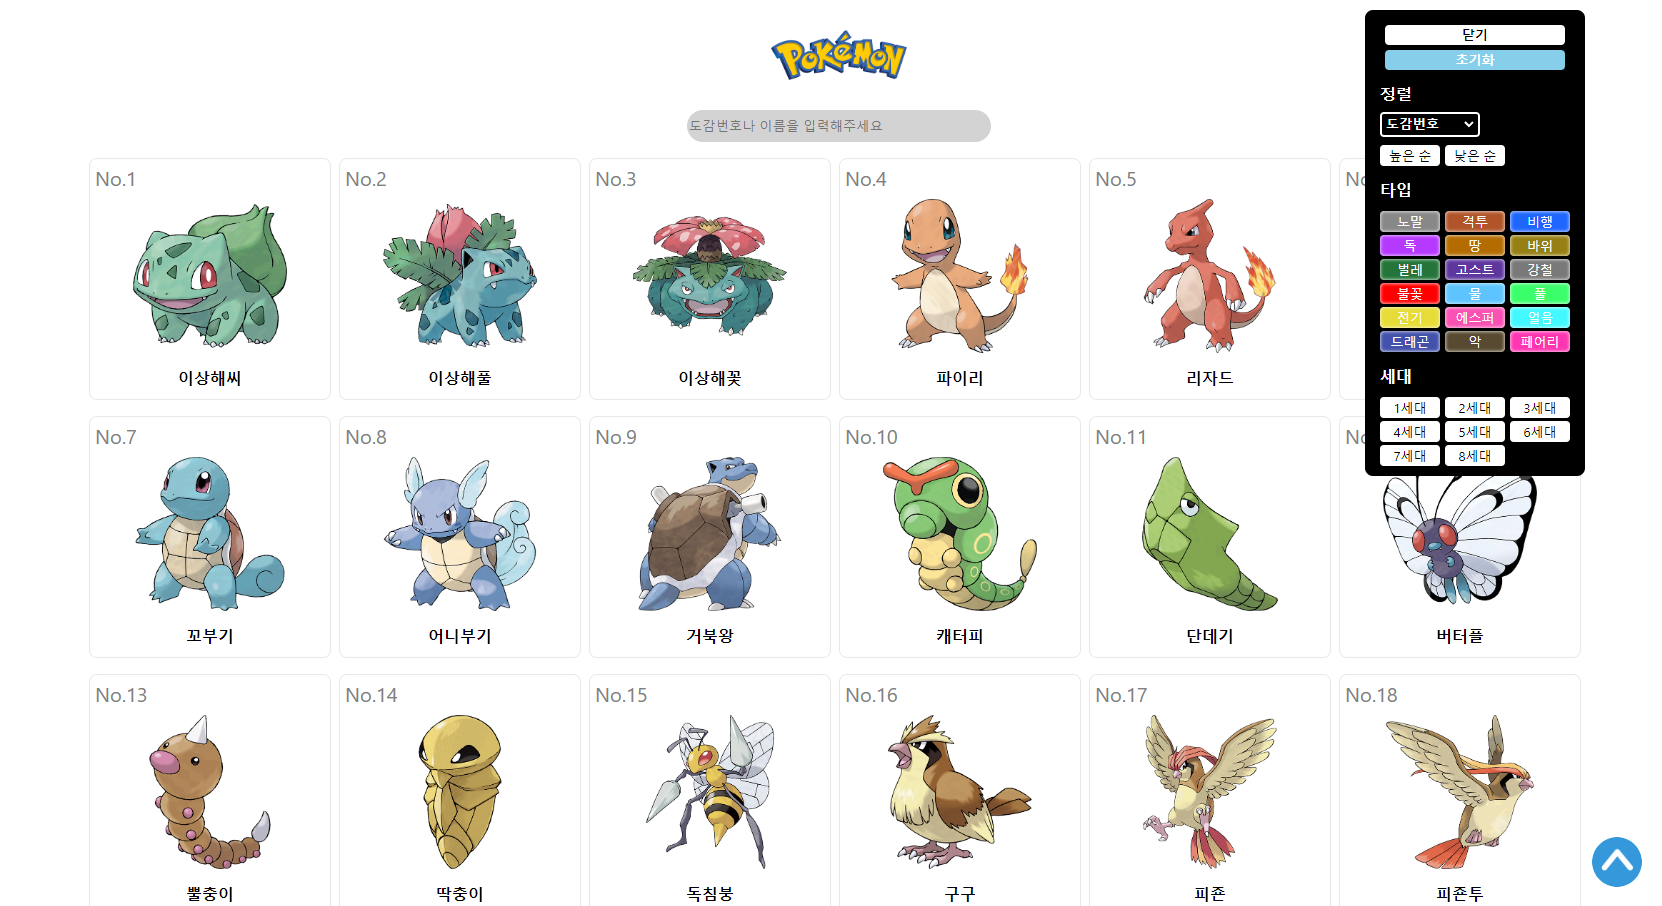 POKéMON
도감번호나 이름을 입력해주세요
닫기
초기화
정렬
도감번호
높은 순 낮은 순
타입
노말 격투 비행
독 땅 바위
벌레 고스트 강철
불꽃 물 풀
전기 에스퍼 얼음
드래곤 악 페어리
세대
1세대 2세대 3세대
4세대 5세대 6세대
7세대 8세대
No.1 No.2 No.3 No.4 No.5
이상해씨 이상해풀 이상해꽃 파이리 리자드
No.7 No.8 No.9 No.10 No.11
꼬부기 어니부기 거북왕 캐터피 단데기 버터플
No.13 No.14 No.15 No.16 No.17 No.18
뿔충이 딱충이 독침붕 구구 피죤 피죤투